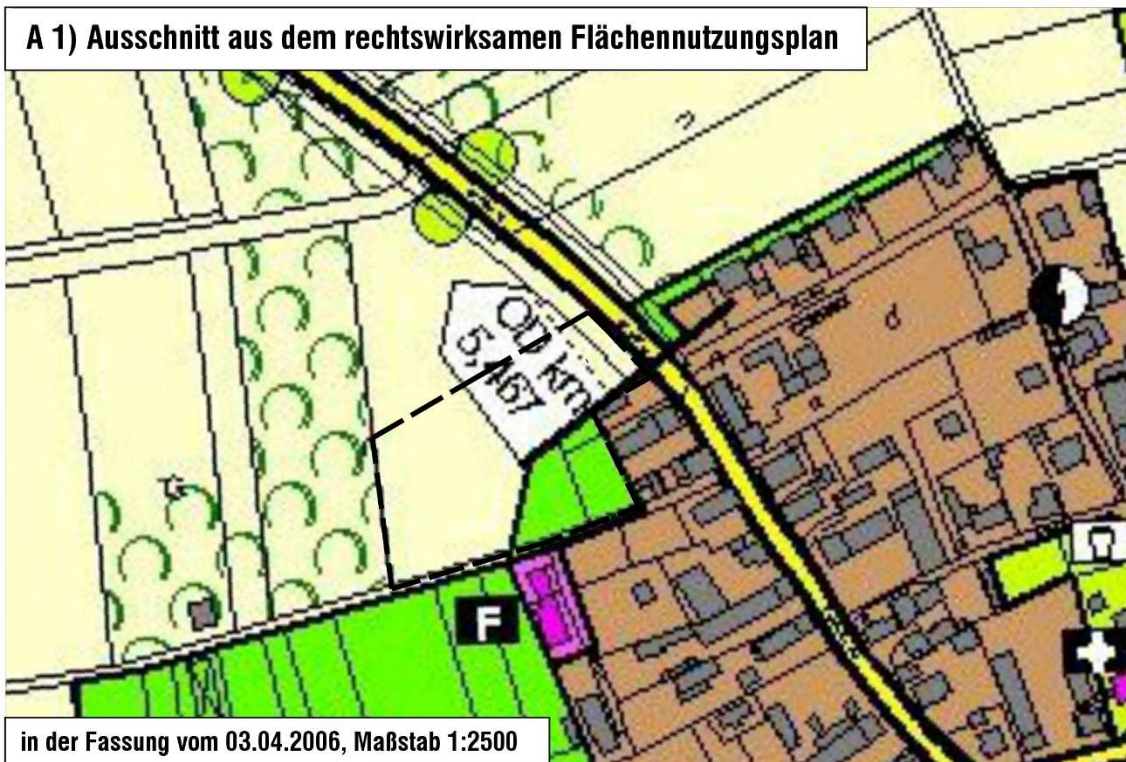 A 1) Ausschnitt aus dem rechtswirksamen Flächennutzungsplan
OD km
5,467
F
in der Fassung vom 03.04.2006, Maßstab 1:2500